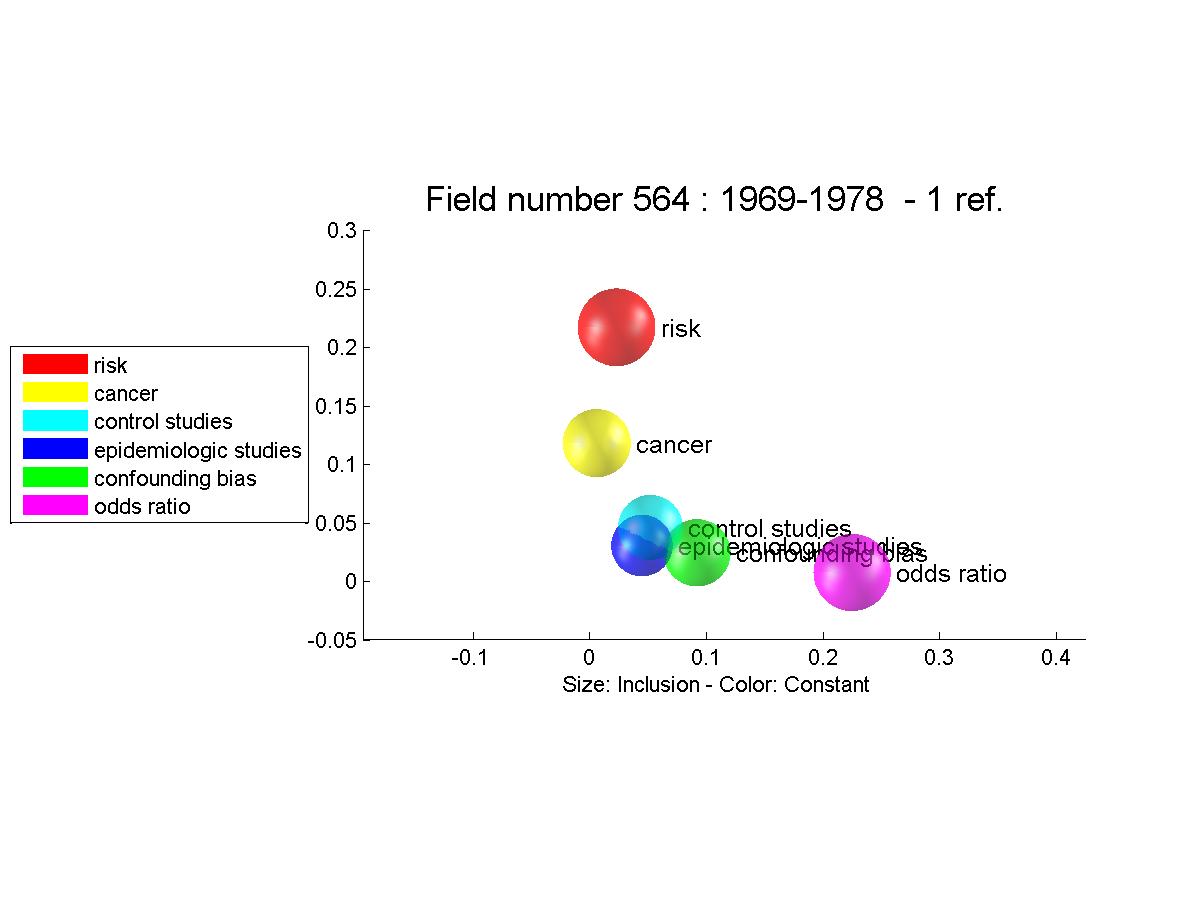 Field number 564 : 1969-1978 - 1 ref.
0.3
0.25
0.2
0.15
0.1
0.05
0
-0.05
risk
cancer
control studies
epidemiologic studies
confounding bias
odds ratio
risk
cancer
control studies
epidemiologic studies
confounding bias
odds ratio
-0.1
0
0.1
0.2
0.3
0.4
Size: Inclusion - Color: Constant